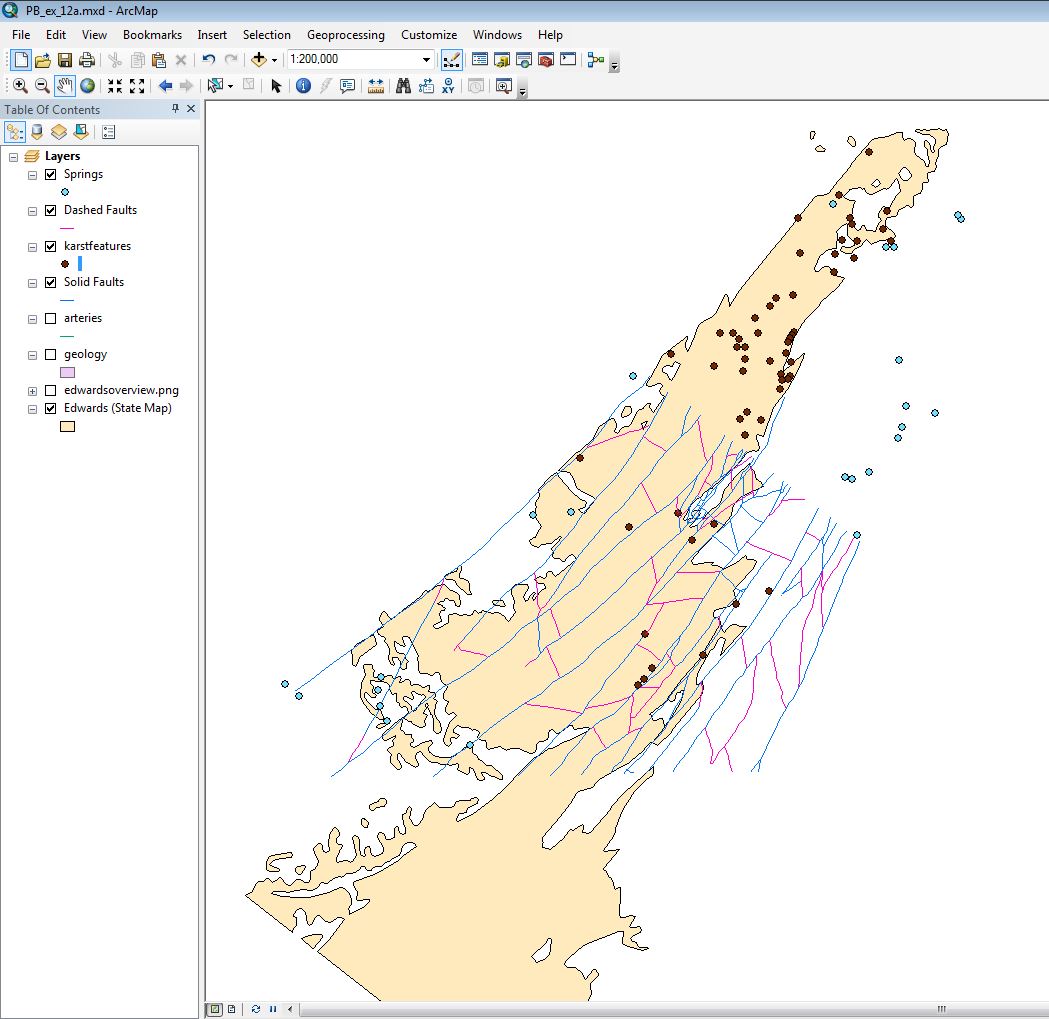 PB_ex_12a.mxd - ArcMap
File Edit View Bookmarks Insert Selection Geoprocessing Customize Windows Help
1:200,000
XY
Table Of Contents
Layers
Springs
Dashed Faults
karstfeatures
Solid Faults
arteries
geology
edwardsoverview.png
Edwards (State Map)